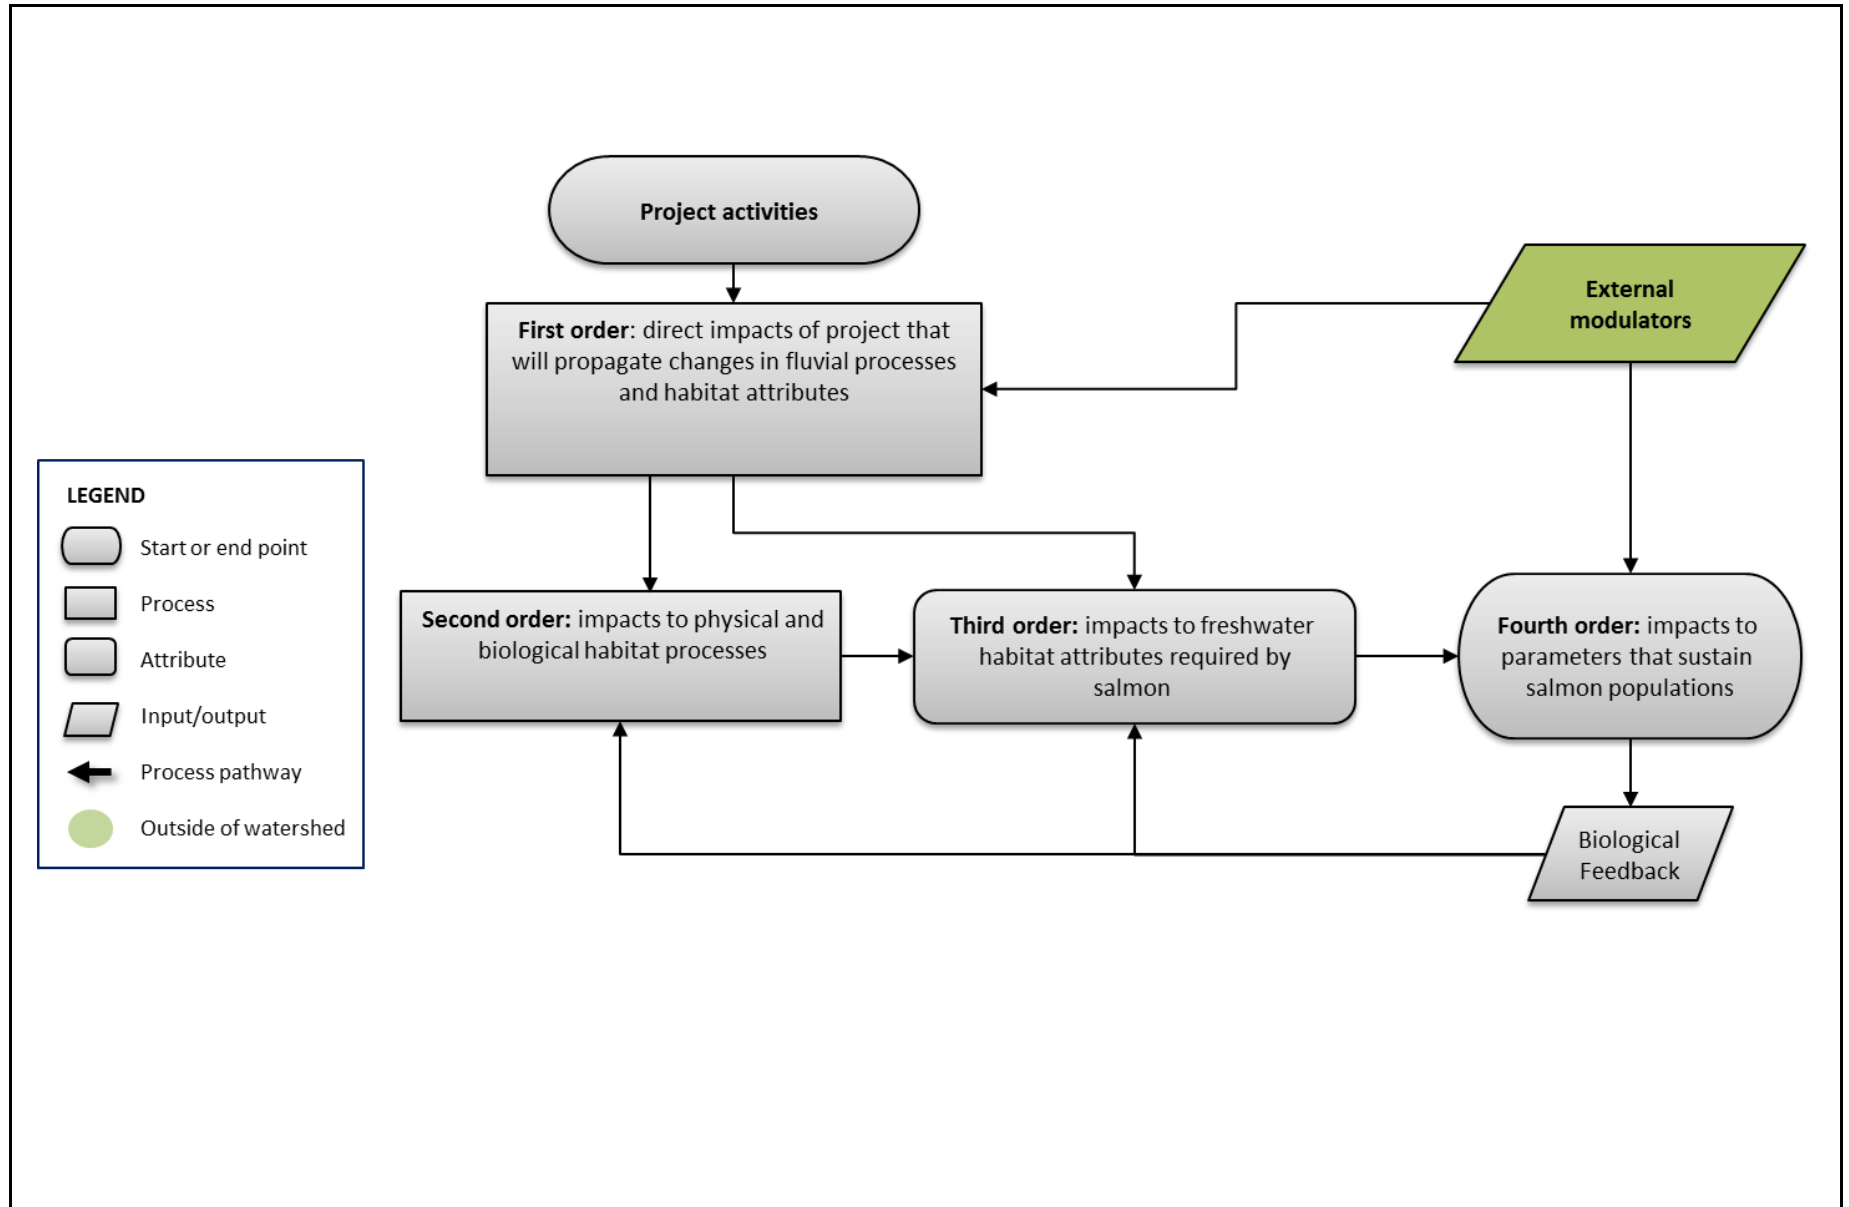 Project activities
External
modulators
First order: direct impacts of project that
will propagate changes in fluvial processes
and habitat attributes
LEGEND
Start or end point
Process
Attribute
Input/output
Process pathway
Outside of watershed
Second order: impacts to physical and
biological habitat processes
Third order: impacts to freshwater
habitat attributes required by
salmon
Fourth order: impacts to
parameters that sustain
salmon populations
Biological
Feedback